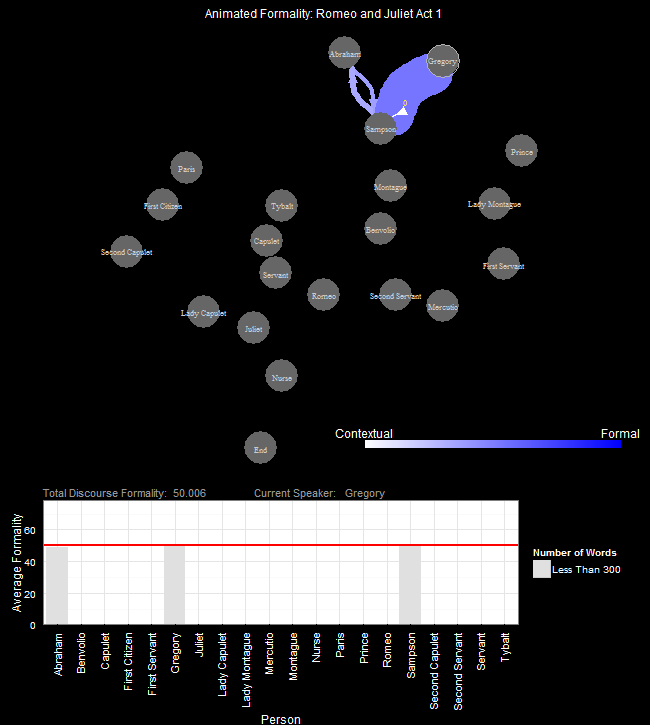 Animated Formality: Romeo and Juliet Act 1
Abraham
Gregory
0
Sampson
Prince
Paris
Montague
Lady Montague
First Citizen
Tybalt
Benvolio
Capulet
Second Capulet
Servant
First Servant
Romeo
Second Servant
Mercutio
Lady Capulet
Juliet
Nurse
Contextual Formal
End
Total Discourse Formality: 50.006 Current Speaker: Gregory
Average Formality
60
40
20
0
Number of Words
Less Than 300
Abraham
Benvolio
Capulet
First Citizen
First Servant
Gregory
Juliet
Lady Capulet
Lady Montague
Mercutio
Montague
Nurse
Paris
Prince
Romeo
Sampson
Second Capulet
Second Servant
Servant
Tybalt
Person